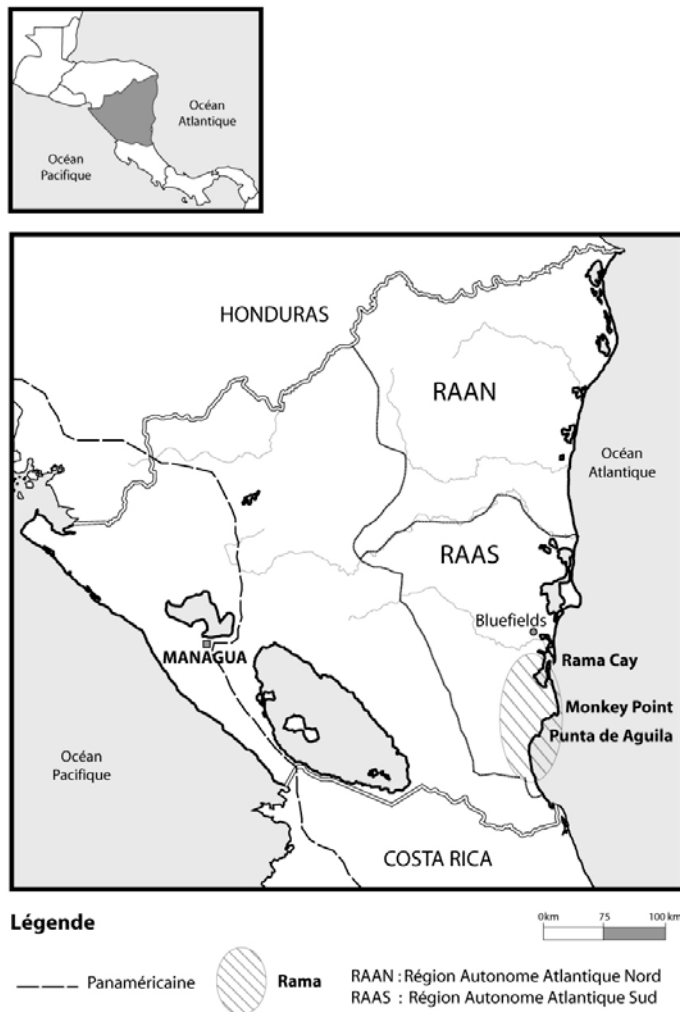 Océan
Atlantique
Océan
Pacifique
HONDURAS
RAAN
Océan
Atlantique
RAAS
Bluefields
MANAGUA
Rama Cay
Monkey Point
Punta de Aguila
Océan
Pacifique
COSTA RICA
Légende
0km 75 100 km
Panaméricaine
Rama
RAAN : Région Autonome Atlantique Nord
RAAS : Région Autonome Atlantique Sud